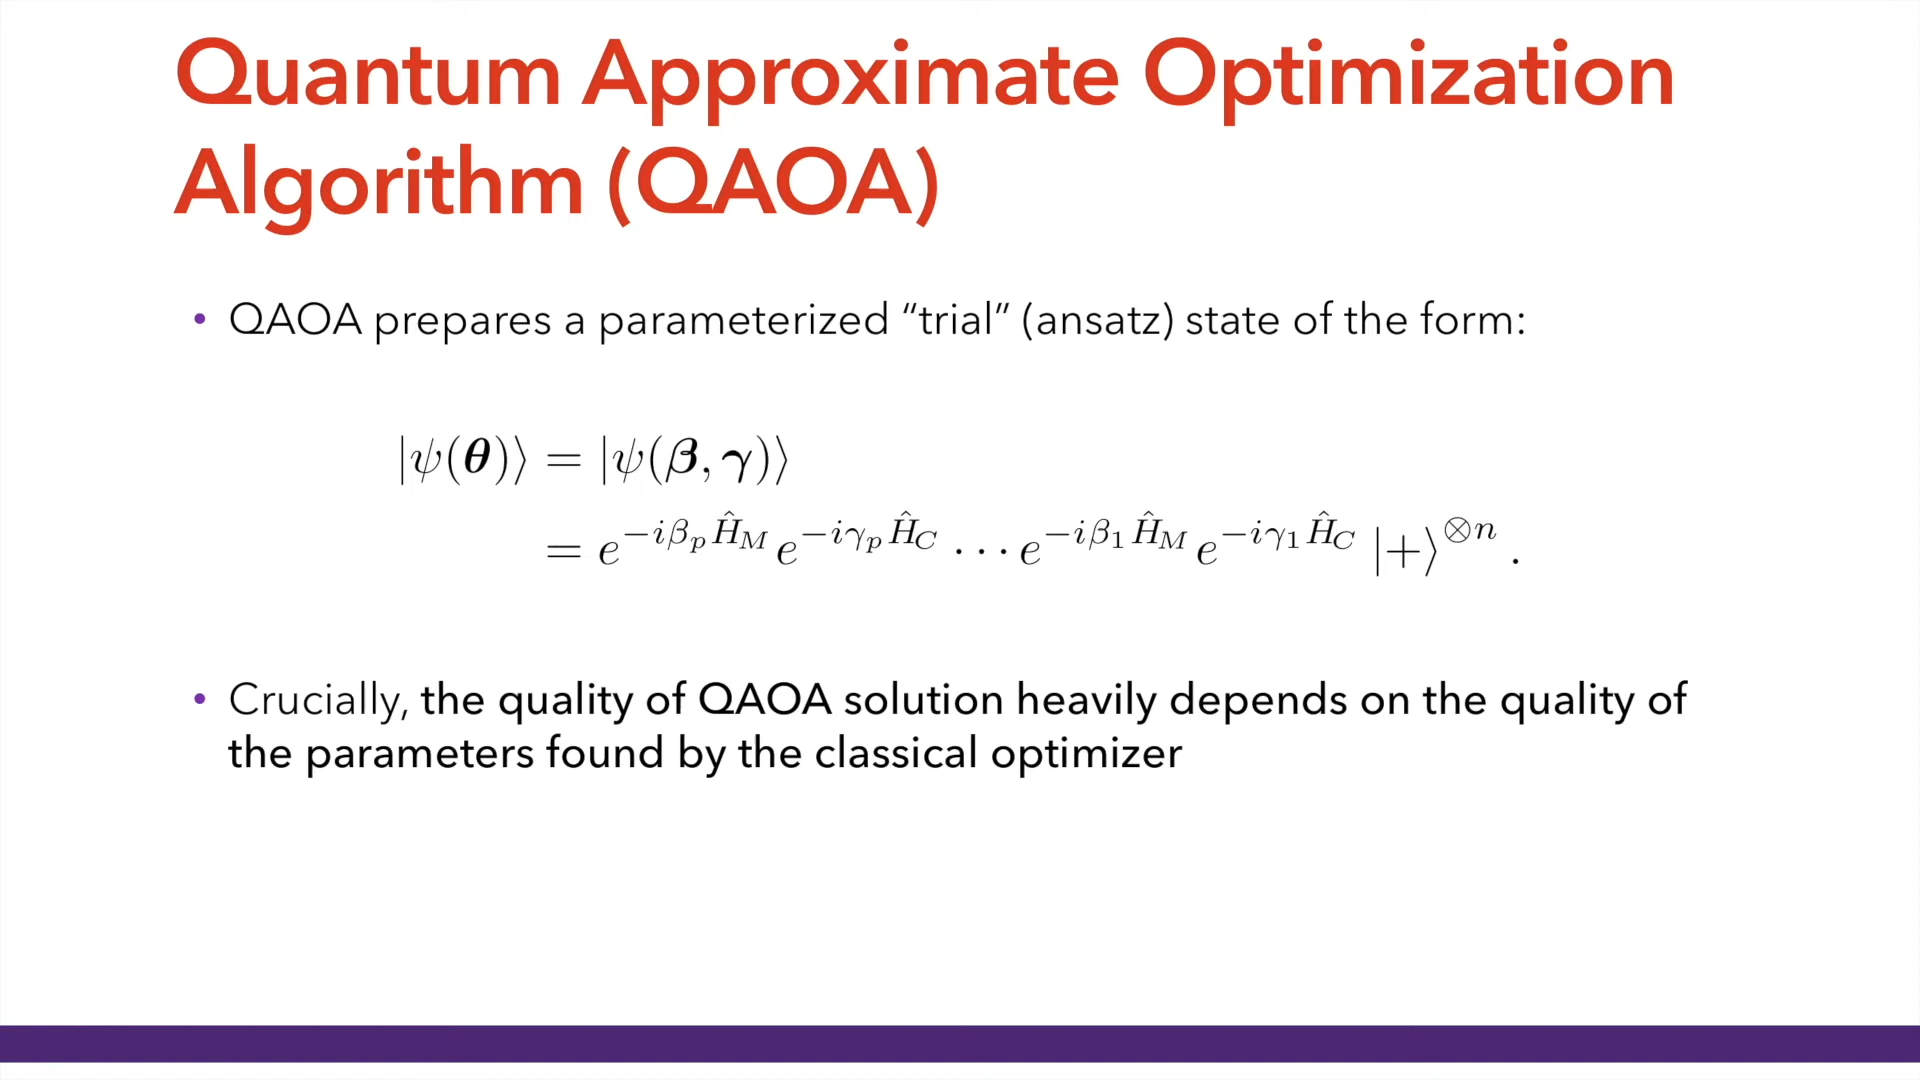 Quantum Approximate Optimization
Algorithm (QAOA)
• QAOA prepares a parameterized “trial” (ansatz) state of the form:
|ψ(𝜽)⟩ = |ψ(𝜷, 𝜸)⟩
= e^{−iβ_p Ĥ_M} e^{−iγ_p Ĥ_C} ··· e^{−iβ_1 Ĥ_M} e^{−iγ_1 Ĥ_C} |+⟩^{⊗n} .
• Crucially, the quality of QAOA solution heavily depends on the quality of
the parameters found by the classical optimizer